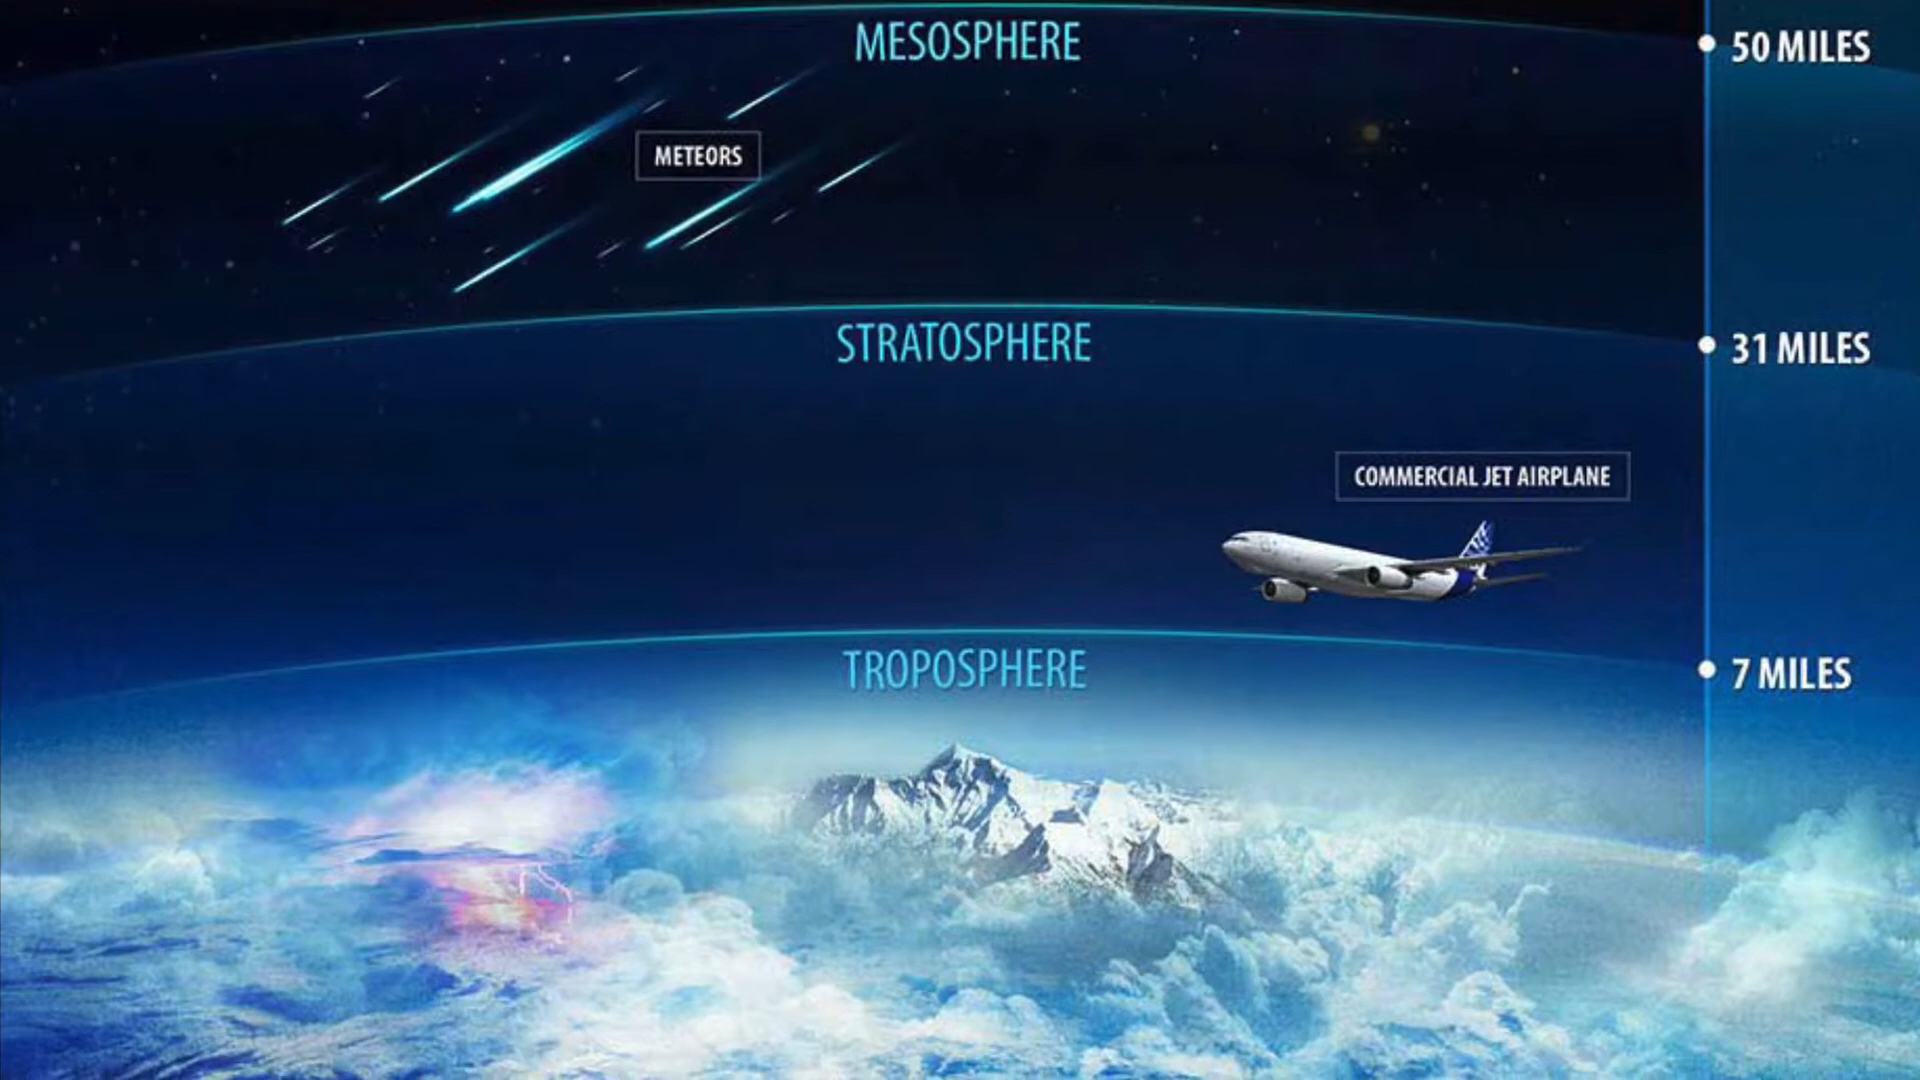 MESOSPHERE
50 MILES
METEORS
STRATOSPHERE
31 MILES
COMMERCIAL JET AIRPLANE
TROPOSPHERE
7 MILES